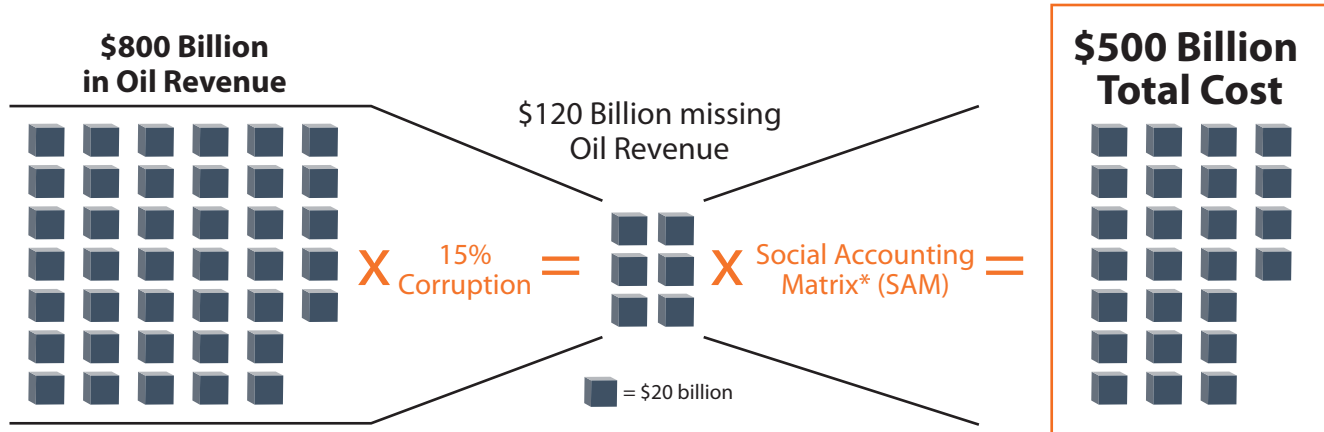 $800 Billion
in Oil Revenue
X
15%
Corruption
=
$120 Billion missing
Oil Revenue
X
Social Accounting
Matrix* (SAM)
=
$500 Billion
Total Cost
= $20 billion